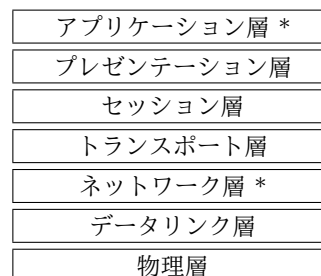 アプリケーション層 *
プレゼンテーション層
セッション層
トランスポート層
ネットワーク層 *
データリンク層
物理層